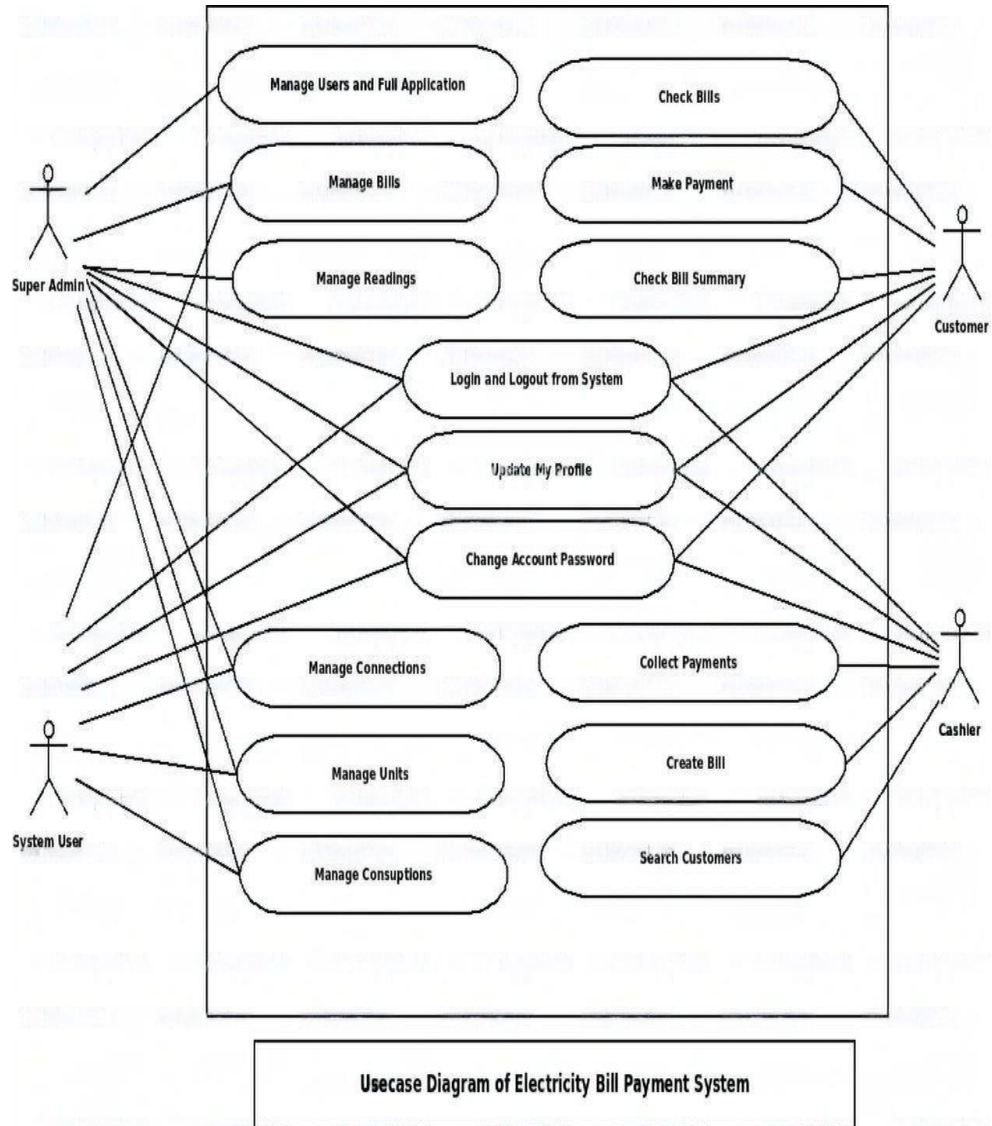 Manage Users and Full Application
Check Bills
Manage Bills
Make Payment
Manage Readings
Check Bill Summary
Super Admin
Customer
Login and Logout from System
Update My Profile
Change Account Password
Manage Connections
Collect Payments
Cashier
Manage Units
Create Bill
System User
Manage Consuptions
Search Customers
Usecase Diagram of Electricity Bill Payment System